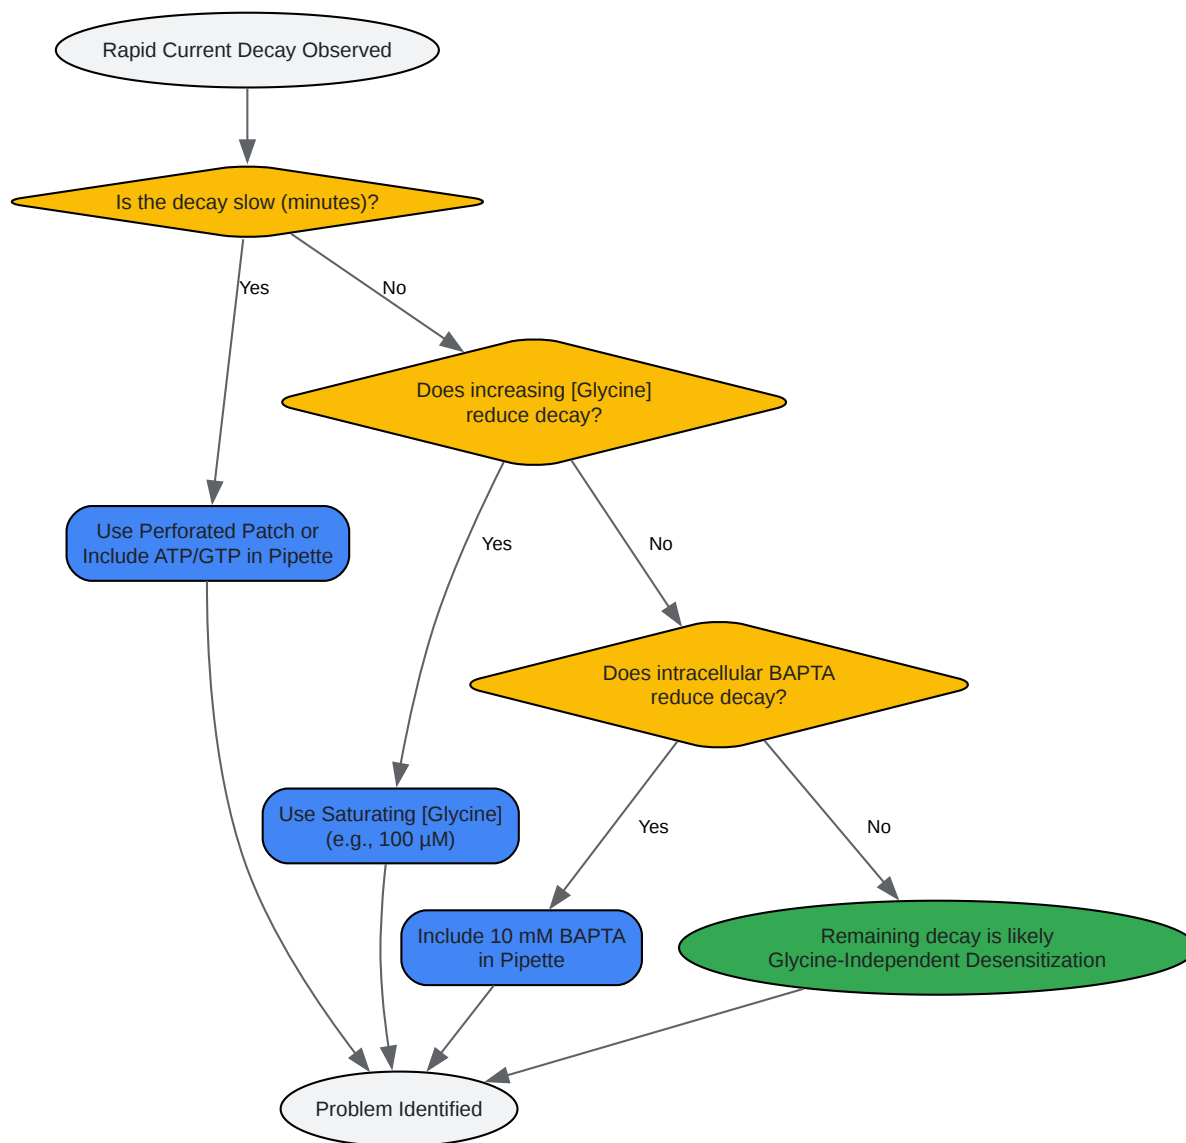 Rapid Current Decay Observed
Is the decay slow (minutes)?
Yes
No
Does increasing [Glycine]
reduce decay?
Use Perforated Patch or
Include ATP/GTP in Pipette
Yes
No
Does intracellular BAPTA
reduce decay?
Use Saturating [Glycine]
(e.g., 100 µM)
Yes
No
Include 10 mM BAPTA
in Pipette
Remaining decay is likely
Glycine-Independent Desensitization
Problem Identified